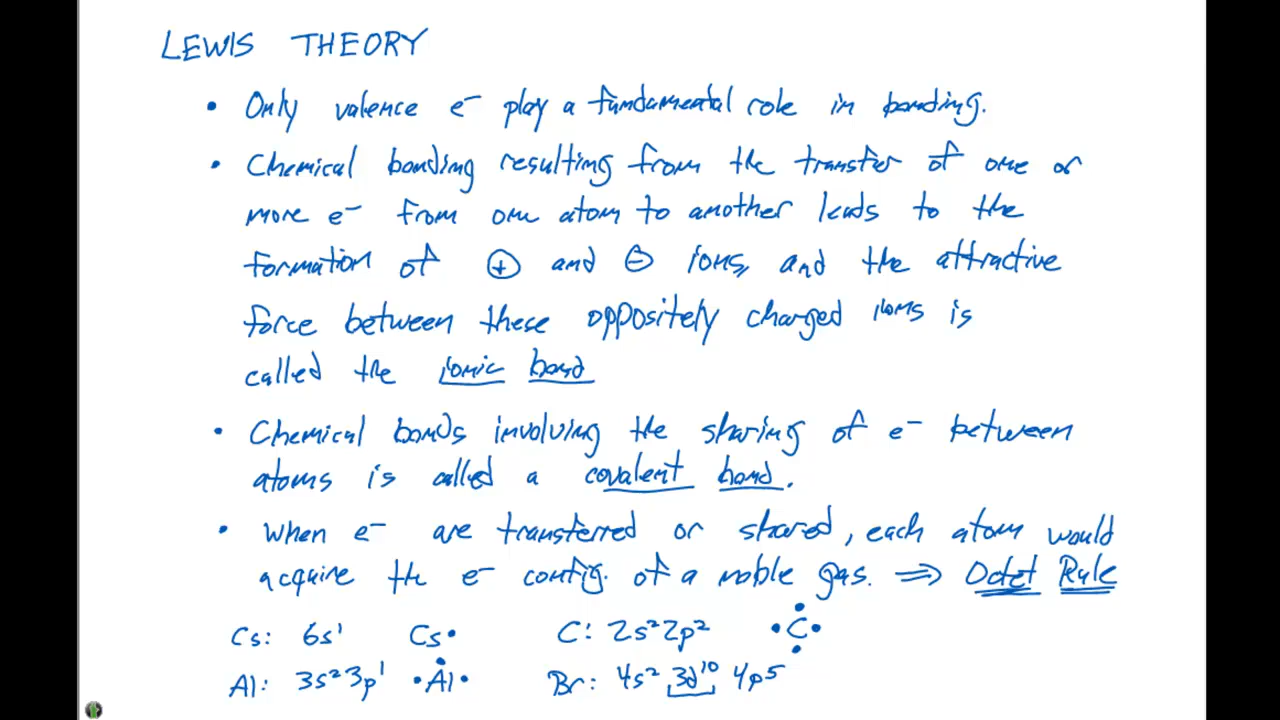 LEWIS THEORY
• Only valence e⁻ play a fundamental role in bonding.
• Chemical bonding resulting from the transfer of one or
more e⁻ from one atom to another leads to the
formation of ⊕ and ⊖ ions, and the attractive
force between these oppositely charged ions is
called the ionic bond
• Chemical bonds involving the sharing of e⁻ between
atoms is called a covalent bond.
• When e⁻ are transferred or shared, each atom would
acquire the e⁻ config. of a noble gas. ⇒ Octet Rule
Cs: 6s¹ Cs• C: 2s²2p² •C•
Al: 3s²3p¹ •Al• Br: 4s² 3d¹⁰ 4p⁵